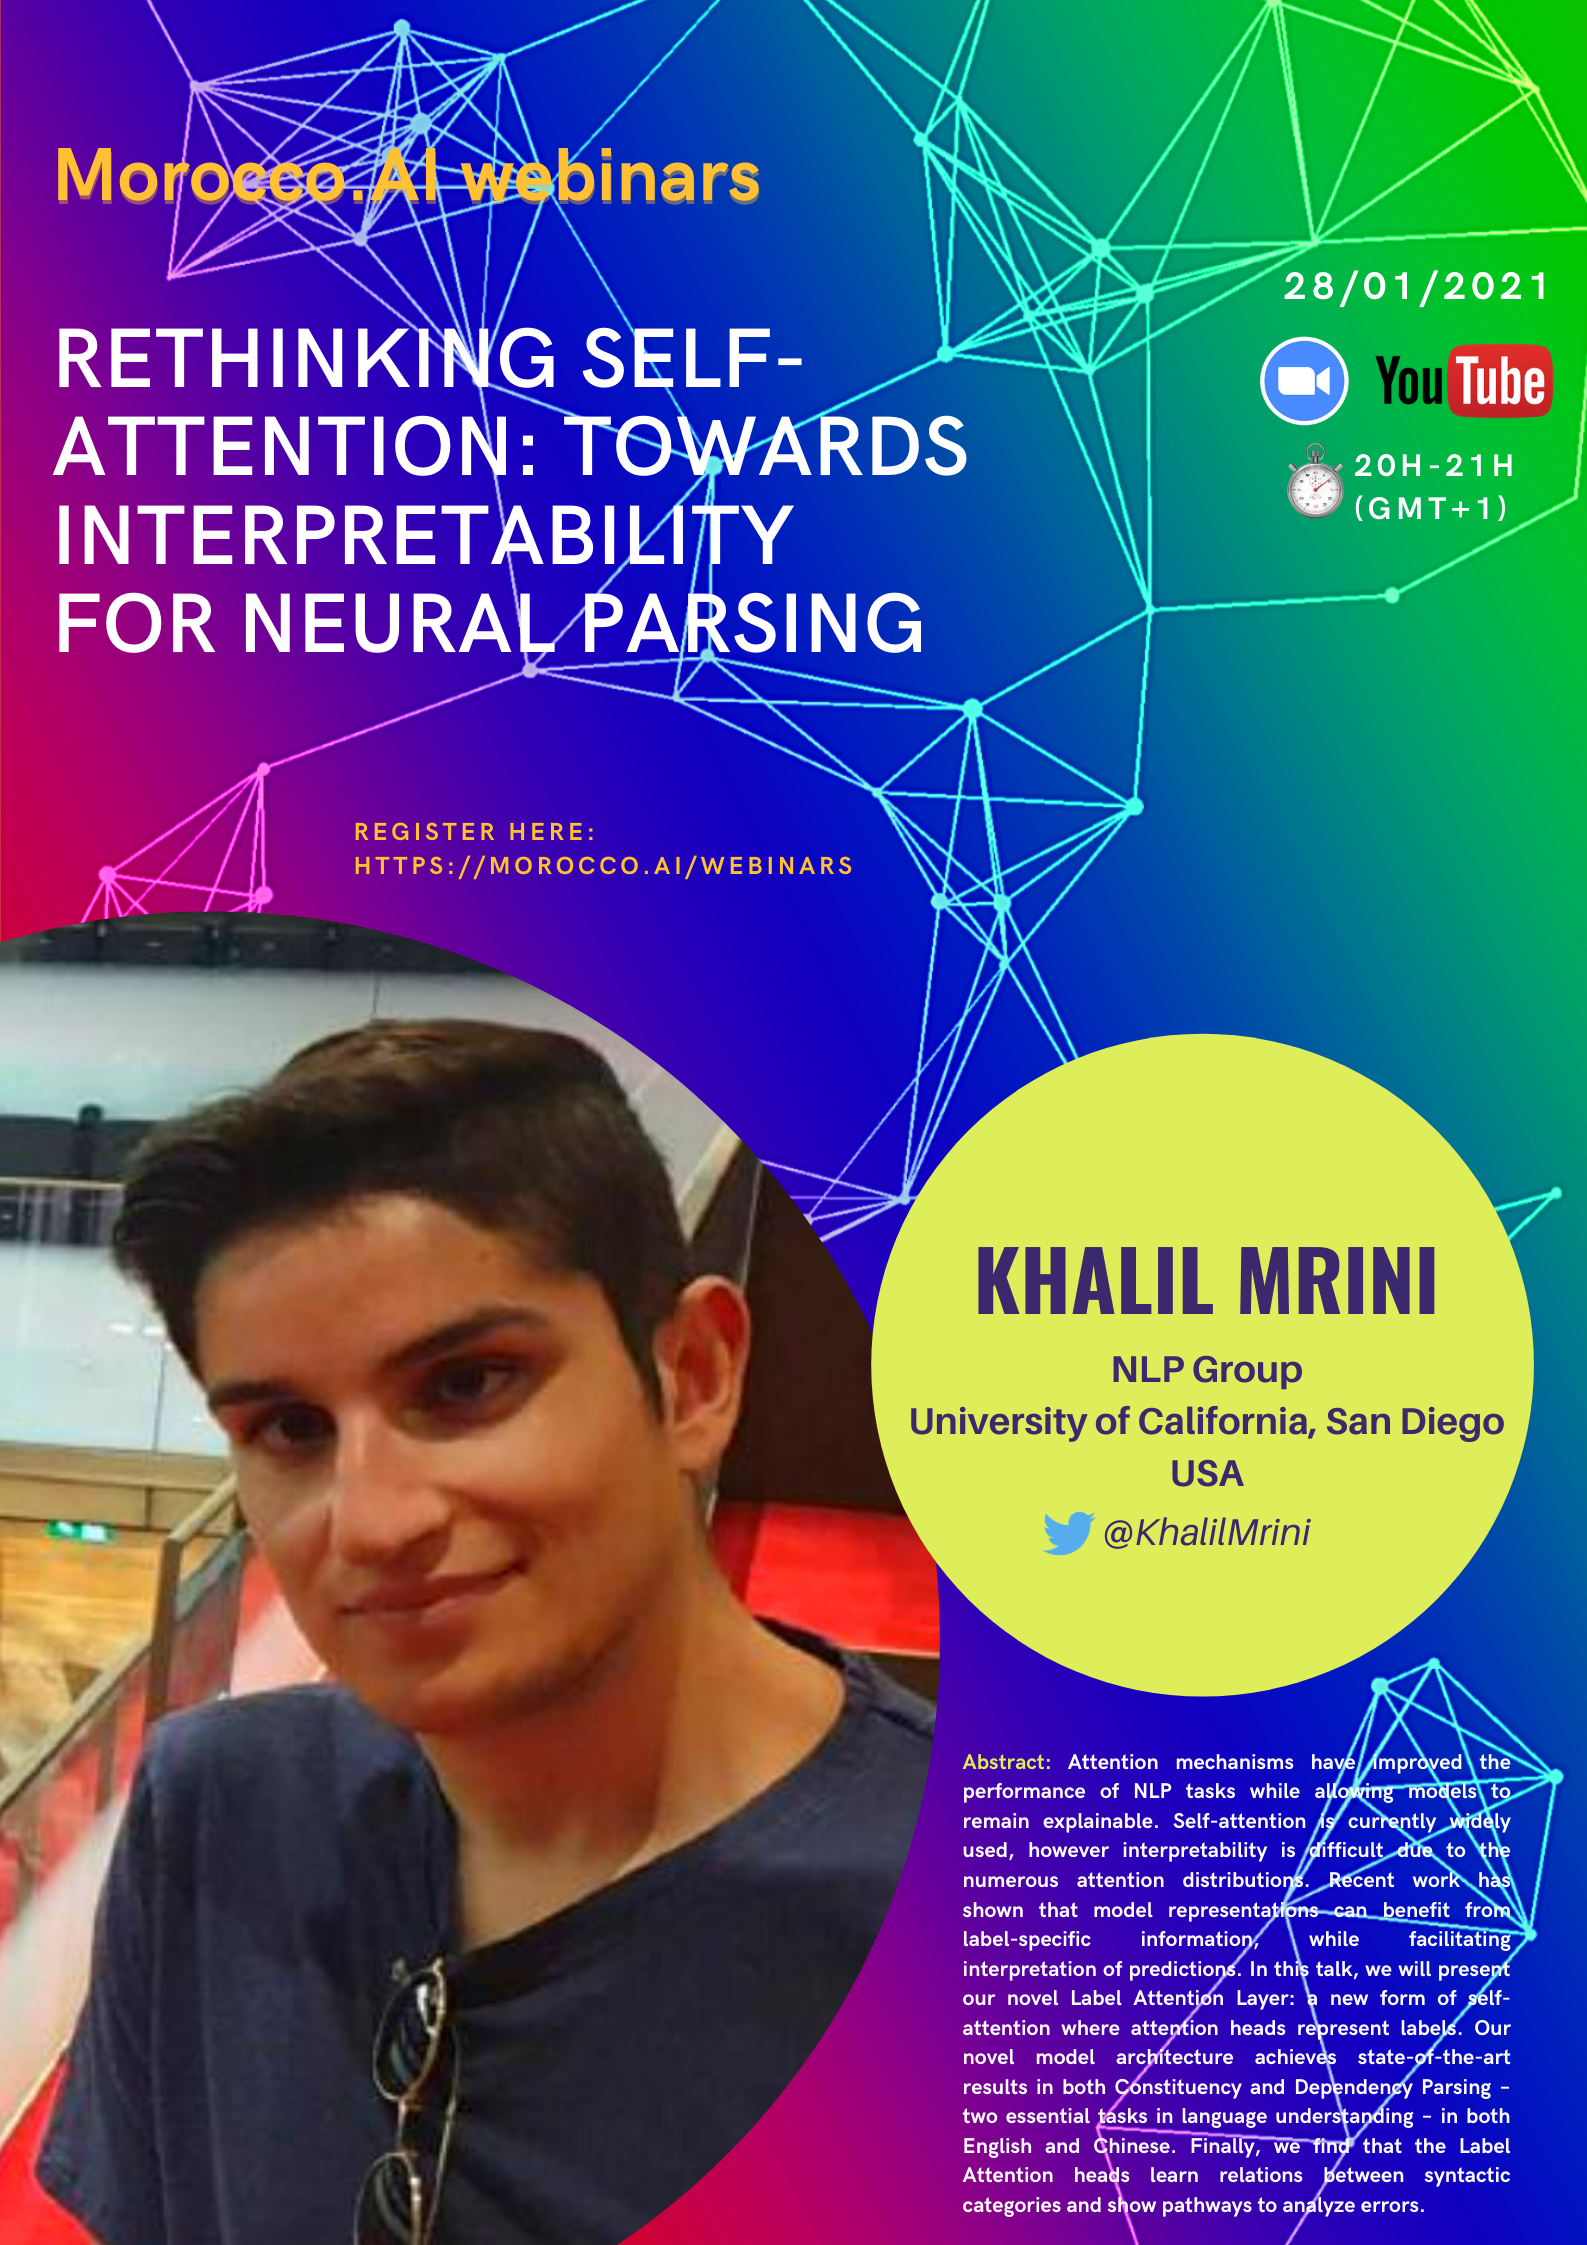 Morocco.AI webinars
RETHINKING SELF-
ATTENTION: TOWARDS
INTERPRETABILITY
FOR NEURAL PARSING
28/01/2021
YouTube
20H-21H
(GMT+1)
REGISTER HERE:
HTTPS://MOROCCO.AI/WEBINARS
KHALIL MRINI
NLP Group
University of California, San Diego
USA
@KhalilMrini
Abstract: Attention mechanisms have improved the
performance of NLP tasks while allowing models to
remain explainable. Self-attention is currently widely
used, however interpretability is difficult due to the
numerous attention distributions. Recent work has
shown that model representations can benefit from
label-specific information, while facilitating
interpretation of predictions. In this talk, we will present
our novel Label Attention Layer: a new form of self-
attention where attention heads represent labels. Our
novel model architecture achieves state-of-the-art
results in both Constituency and Dependency Parsing –
two essential tasks in language understanding – in both
English and Chinese. Finally, we find that the Label
Attention heads learn relations between syntactic
categories and show pathways to analyze errors.